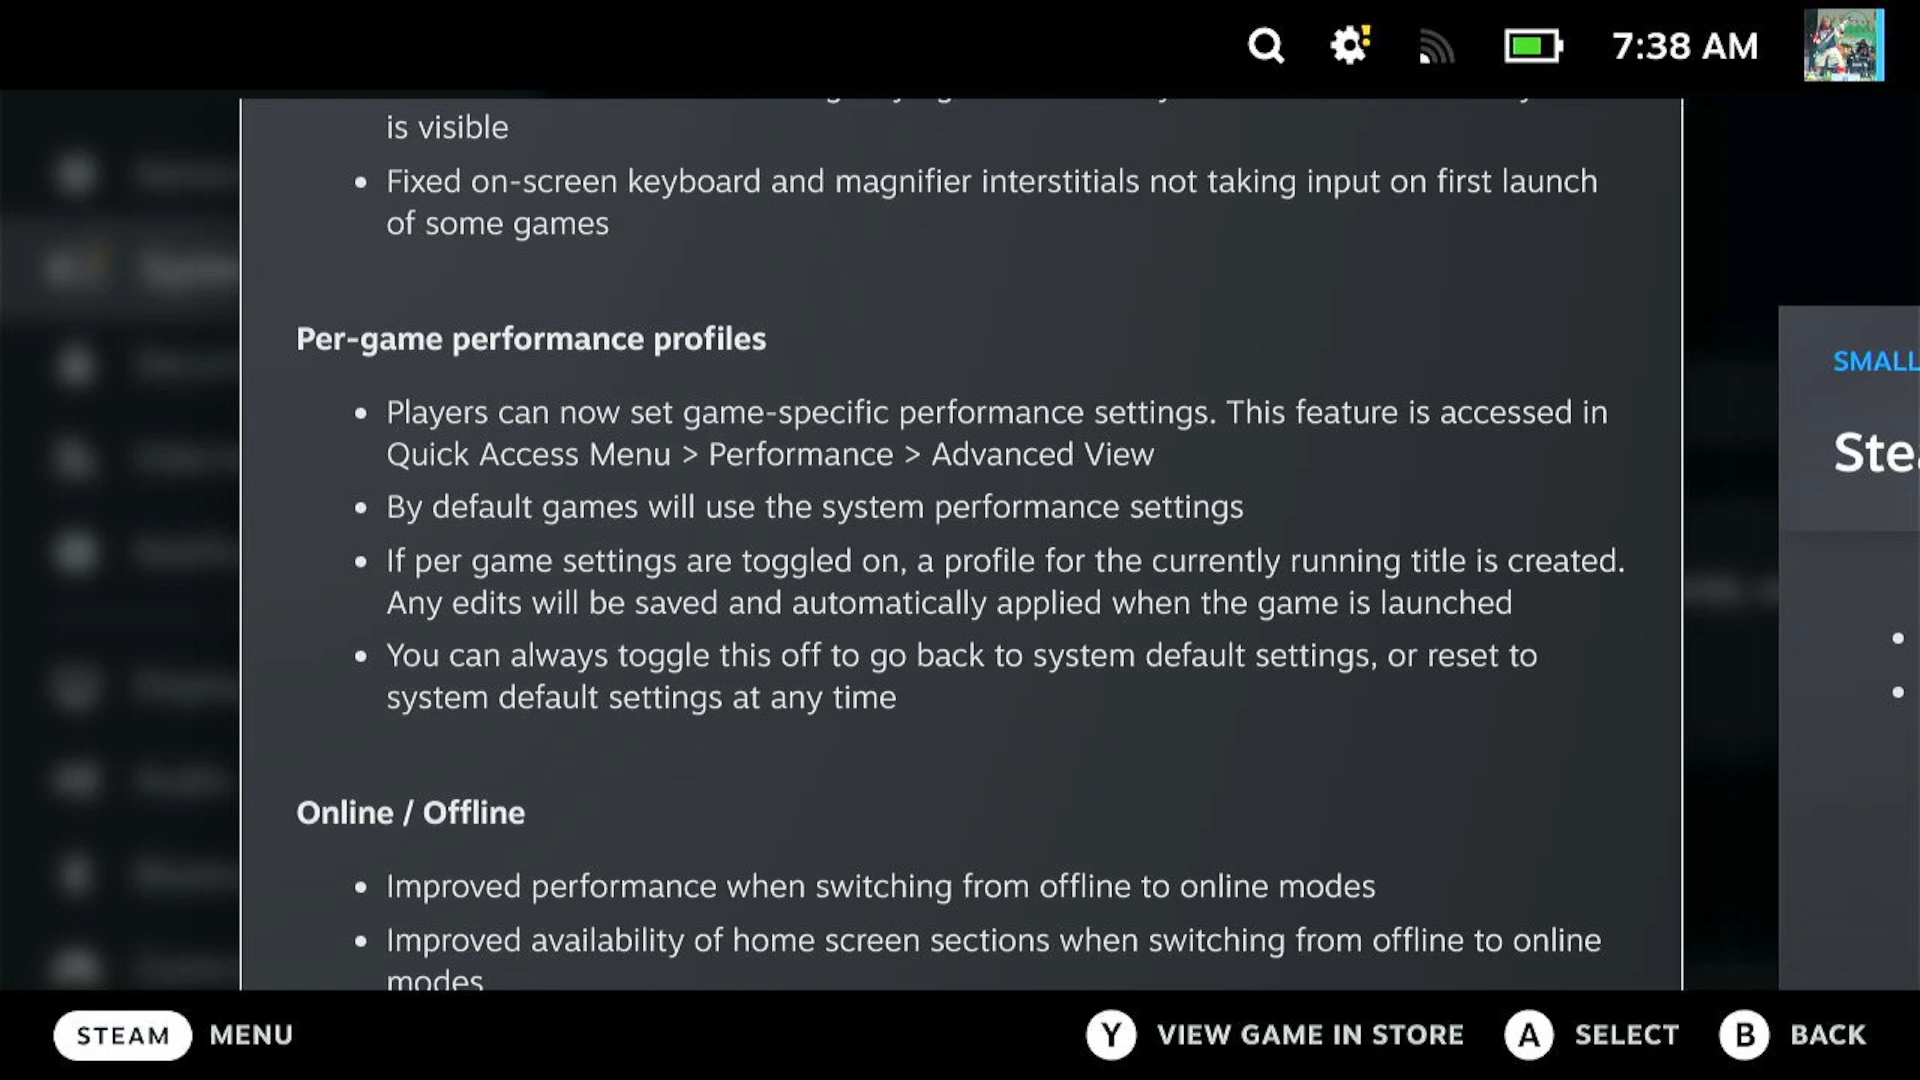 7:38 AM
is visible
• Fixed on-screen keyboard and magnifier interstitials not taking input on first launch
of some games
Per-game performance profiles
• Players can now set game-specific performance settings. This feature is accessed in
Quick Access Menu > Performance > Advanced View
• By default games will use the system performance settings
• If per game settings are toggled on, a profile for the currently running title is created.
Any edits will be saved and automatically applied when the game is launched
• You can always toggle this off to go back to system default settings, or reset to
system default settings at any time
Online / Offline
• Improved performance when switching from offline to online modes
• Improved availability of home screen sections when switching from offline to online
modes
SMALL
Ste
STEAM MENU
Y VIEW GAME IN STORE
A SELECT
B BACK